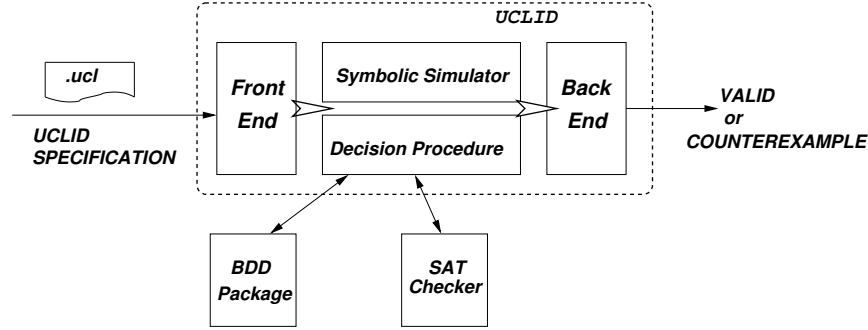 UCLID
.ucl
UCLID
SPECIFICATION
Front
End
Symbolic Simulator
Decision Procedure
Back
End
VALID
or
COUNTEREXAMPLE
BDD
Package
SAT
Checker